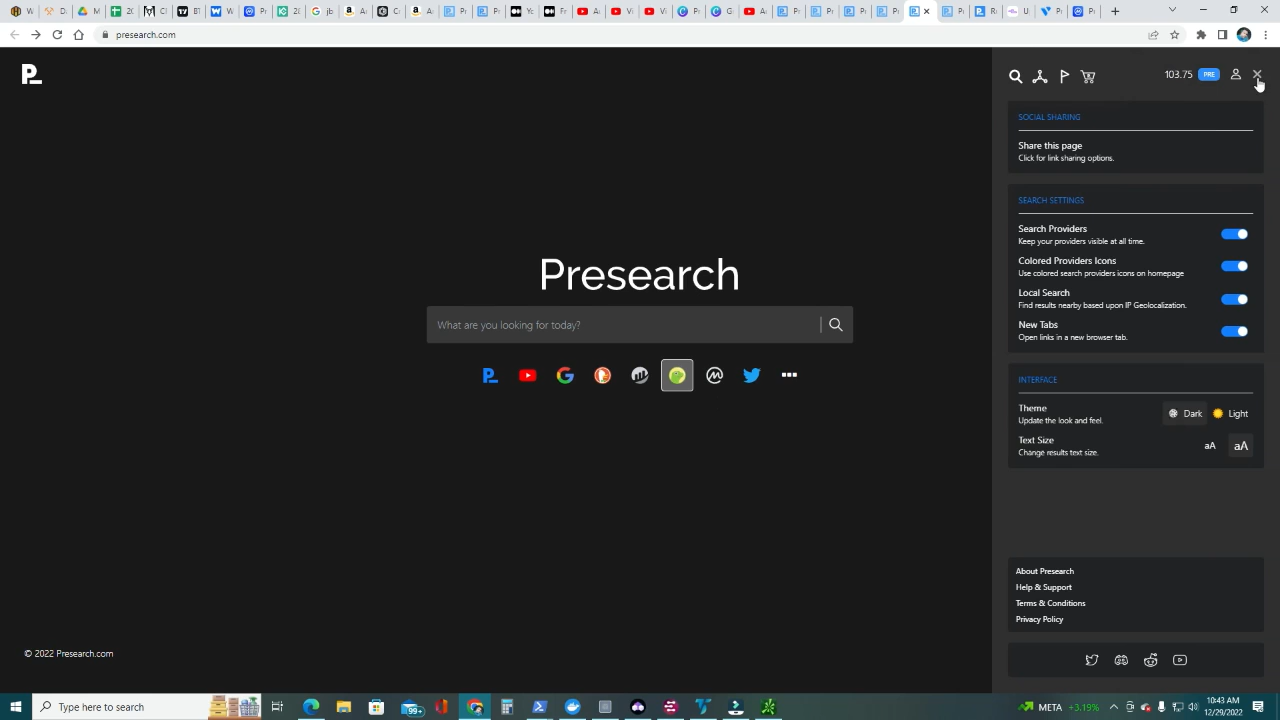 presearch.com
P_
103.75 PRE
SOCIAL SHARING
Share this page
Click for link sharing options.
SEARCH SETTINGS
Search Providers
Keep your providers visible at all time.
Colored Providers Icons
Use colored search providers icons on homepage
Local Search
Find results nearby based upon IP Geolocalization.
New Tabs
Open links in a new browser tab.
INTERFACE
Theme
Dark Light
Update the look and feel.
Text Size
aA aA
Change results text size.
Presearch
What are you looking for today?
About Presearch
Help & Support
Terms & Conditions
Privacy Policy
© 2022 Presearch.com
Type here to search
99+
META +3.19%
10:43 AM
12/29/2022